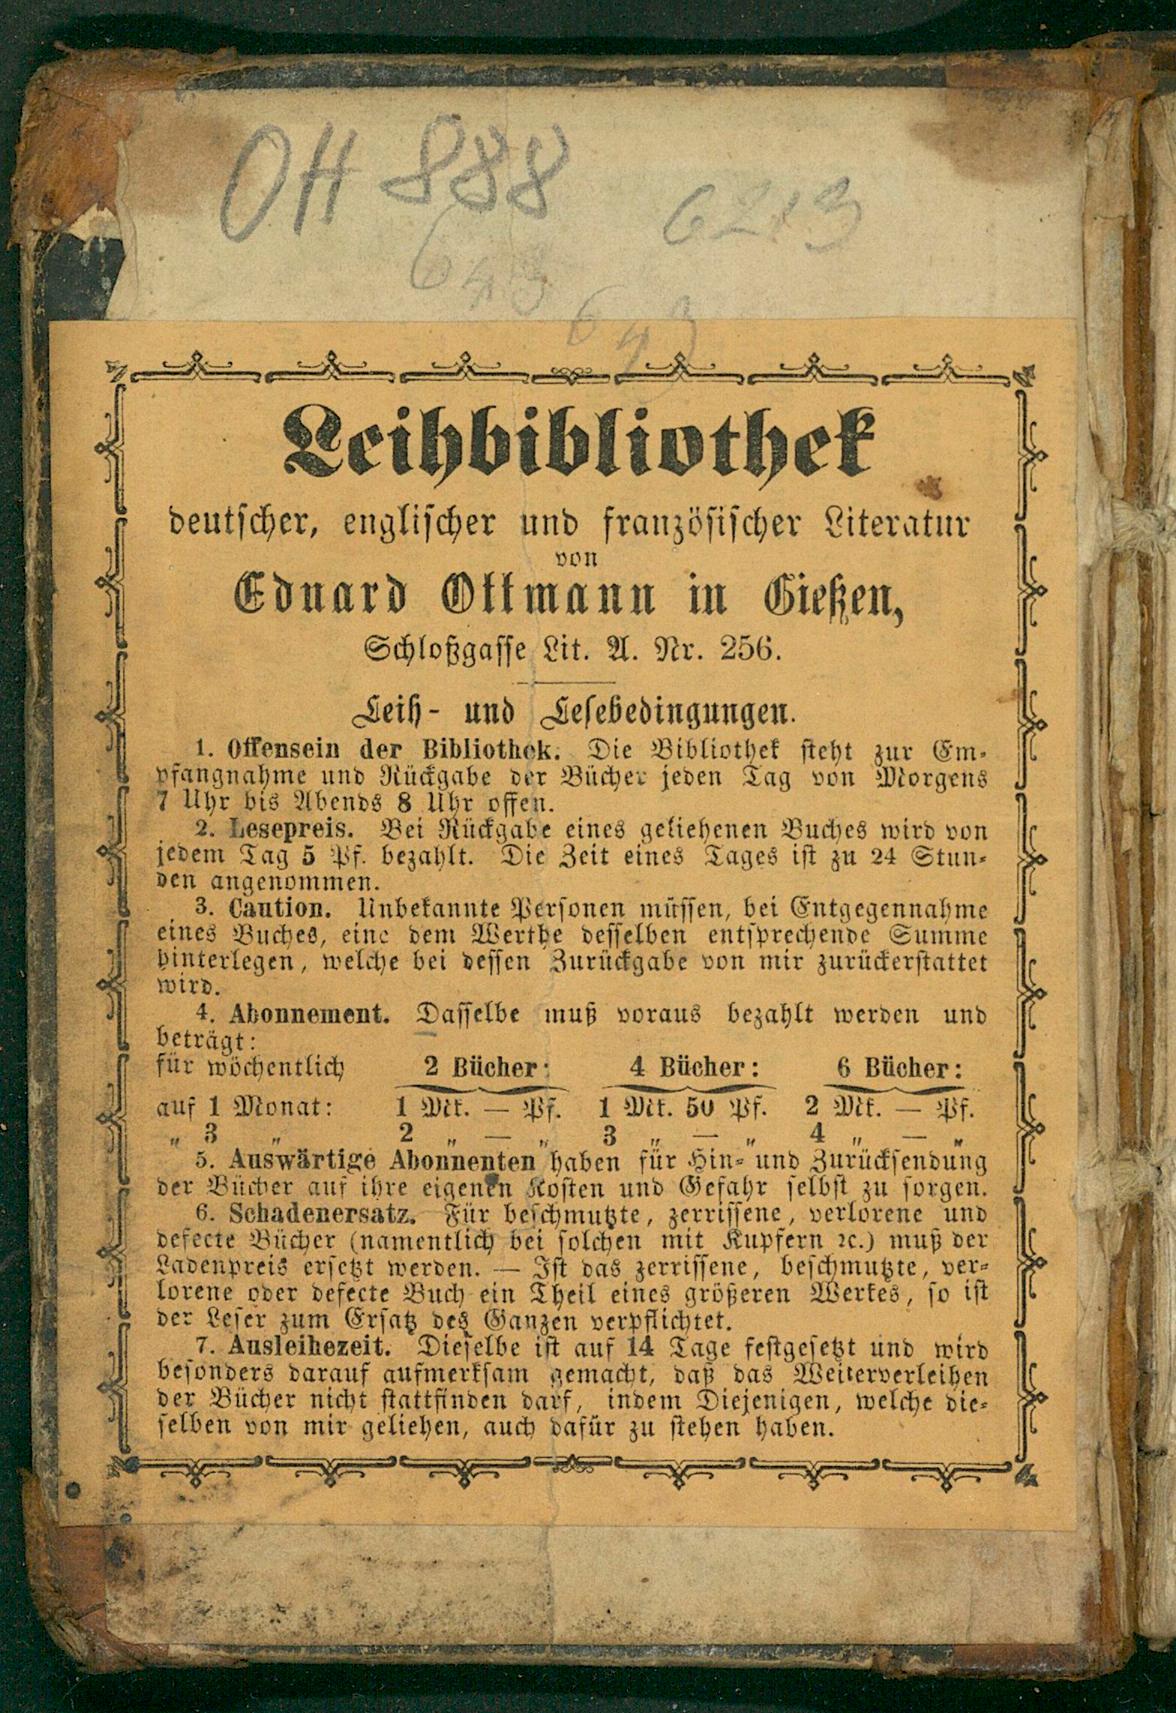 OH 888
6213
643
643
Leihbibliothek
deutscher, englischer und französischer Literatur
von
Eduard Ottmann in Gießen,
Schloßgasse Lit. A. Nr. 256.
Leih- und Lesebedingungen.
1. Offensein der Bibliothek. Die Bibliothek steht zur Em-
pfangnahme und Rückgabe der Bücher jeden Tag von Morgens
7 Uhr bis Abends 8 Uhr offen.
2. Lesepreis. Bei Rückgabe eines geliehenen Buches wird von
jedem Tag 5 Pf. bezahlt. Die Zeit eines Tages ist zu 24 Stun-
den angenommen.
3. Caution. Unbekannte Personen müssen, bei Entgegennahme
eines Buches, eine dem Werthe desselben entsprechende Summe
hinterlegen, welche bei dessen Zurückgabe von mir zurückerstattet
wird.
4. Abonnement. Dasselbe muß voraus bezahlt werden und
beträgt:
für wöchentlich 2 Bücher: 4 Bücher: 6 Bücher:
auf 1 Monat: 1 Mk. — Pf. 1 Mk. 50 Pf. 2 Mk. — Pf.
„ 3 „ 2 „ — „ 3 „ — „ 4 „ — „
5. Auswärtige Abonnenten haben für Hin- und Zurücksendung
der Bücher auf ihre eigenen Kosten und Gefahr selbst zu sorgen.
6. Schadenersatz. Für beschmutzte, zerrissene, verlorene und
defecte Bücher (namentlich bei solchen mit Kupfern ꝛc.) muß der
Ladenpreis ersetzt werden. — Ist das zerrissene, beschmutzte, ver-
lorene oder defecte Buch ein Theil eines größeren Werkes, so ist
der Leser zum Ersatz des Ganzen verpflichtet.
7. Ausleihezeit. Dieselbe ist auf 14 Tage festgesetzt und wird
besonders darauf aufmerksam gemacht, daß das Weiterverleihen
der Bücher nicht stattfinden darf, indem Diejenigen, welche die-
selben von mir geliehen, auch dafür zu stehen haben.